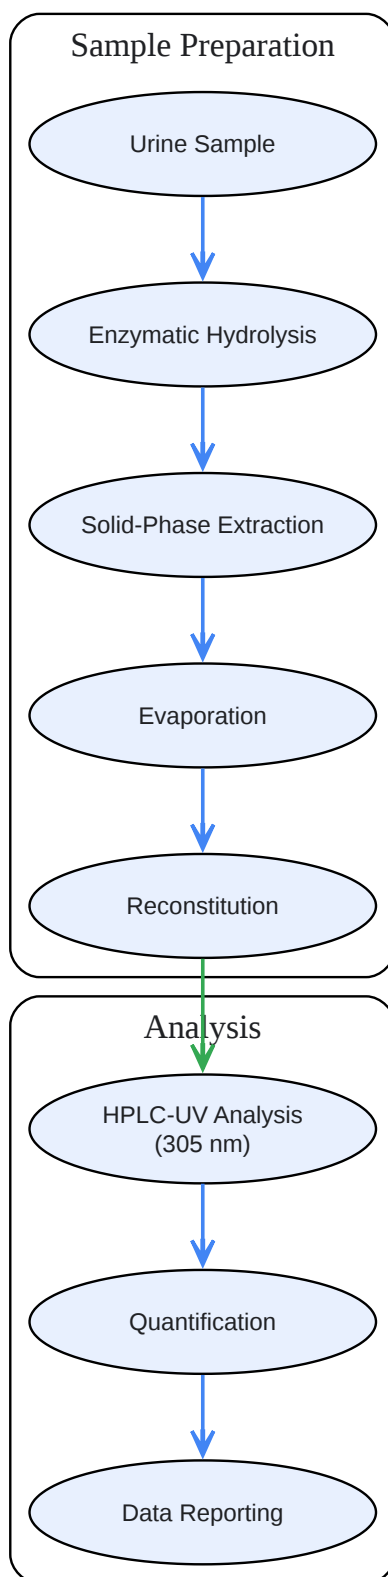 Sample Preparation
Urine Sample
Enzymatic Hydrolysis
Solid-Phase Extraction
Evaporation
Reconstitution
Analysis
HPLC-UV Analysis
(305 nm)
Quantification
Data Reporting